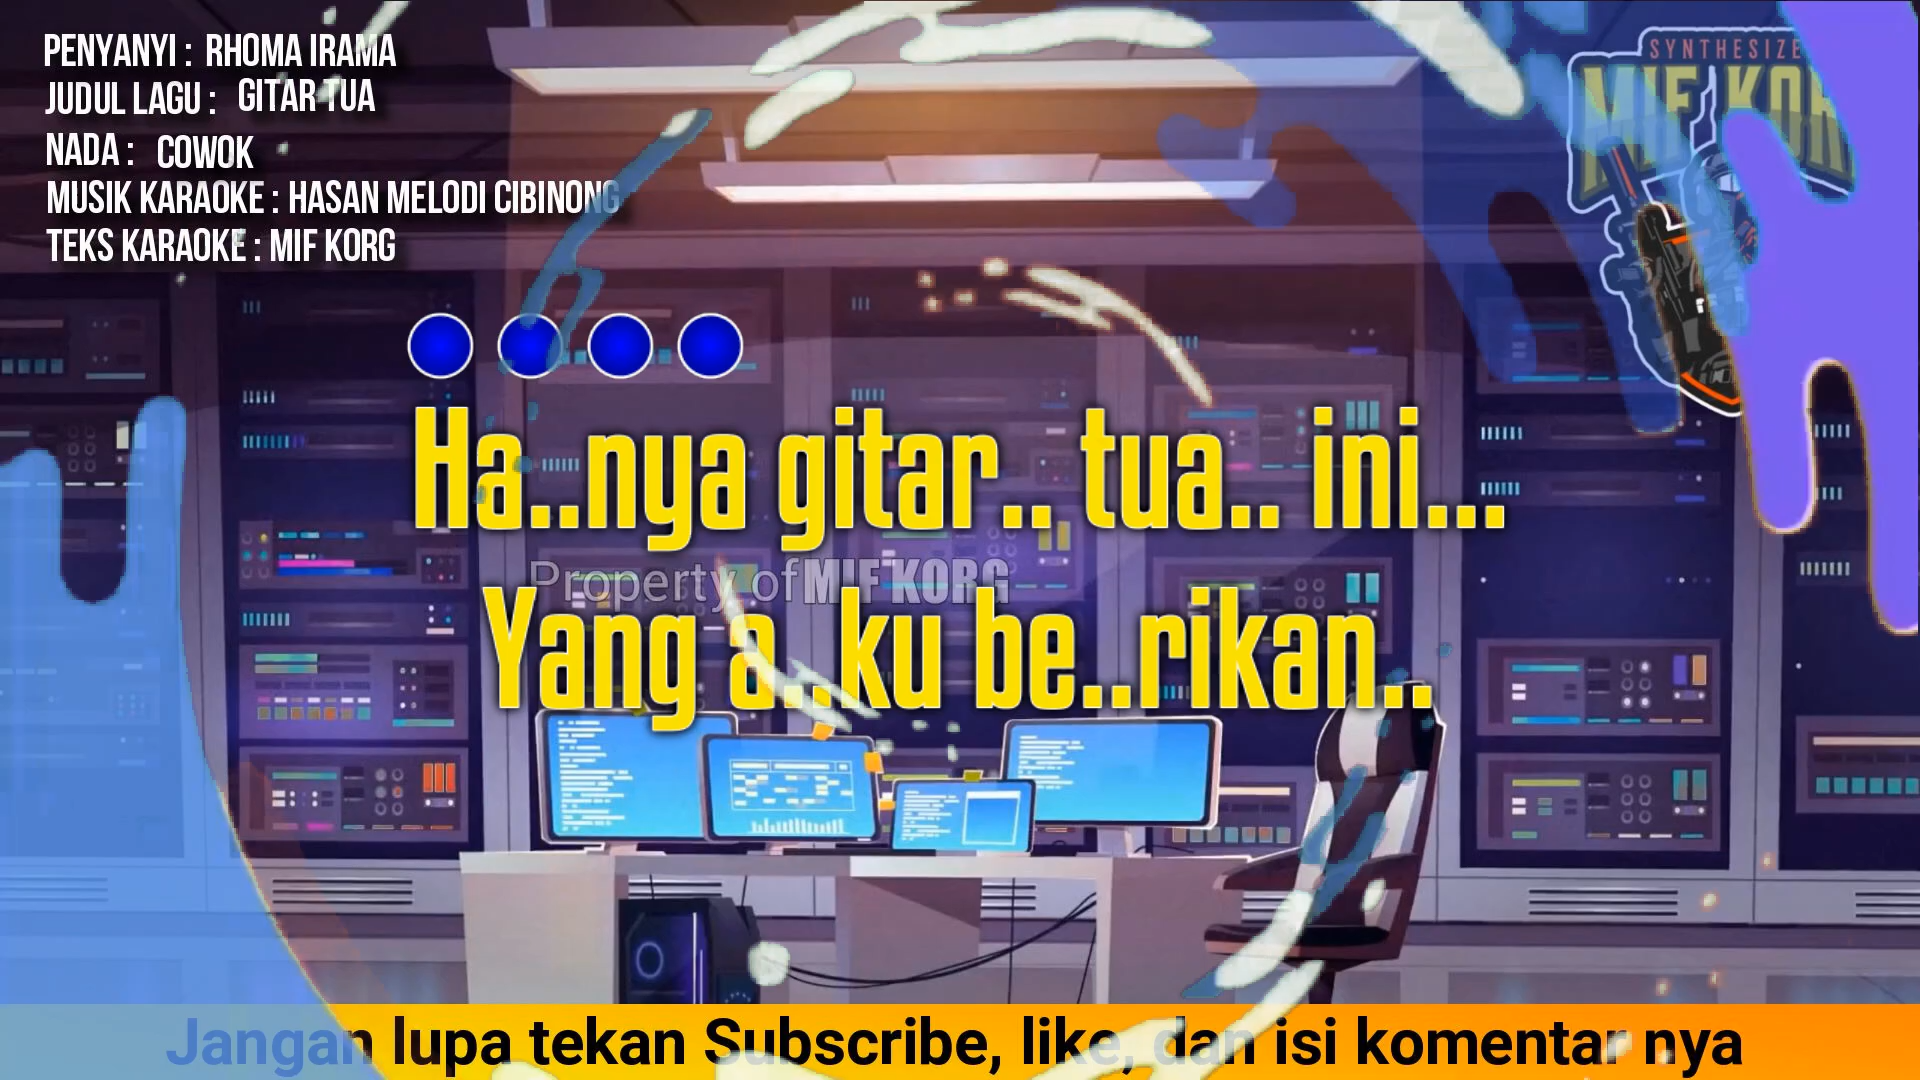 PENYANYI : RHOMA IRAMA
JUDUL LAGU : GITAR TUA
NADA : COWOK
MUSIK KARAOKE : HASAN MELODI CIBINONG
TEKS KARAOKE : MIF KORG
SYNTHESIZE
MIF KOR
Ha..nya gitar.. tua.. ini...
Property of MIF KORG
Yang a..ku be..rikan..
Jangan lupa tekan Subscribe, like, dan isi komentar nya